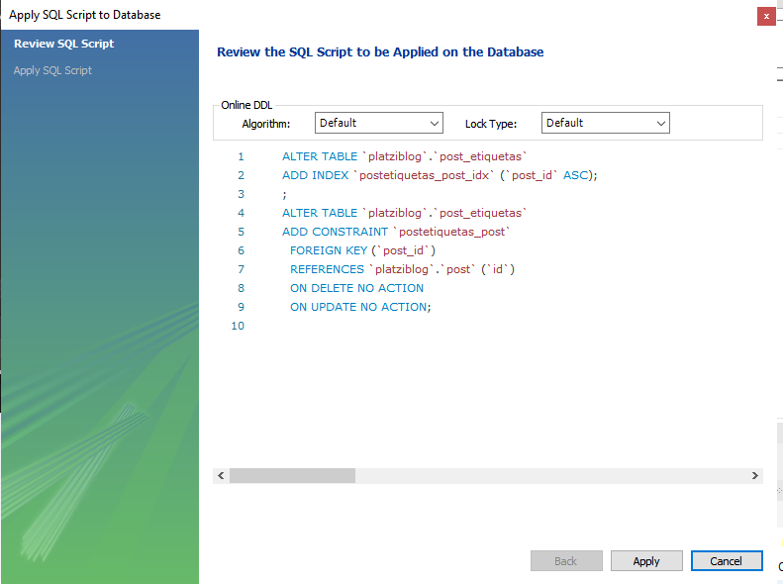 Apply SQL Script to Database
x
Review SQL Script
Apply SQL Script
Review the SQL Script to be Applied on the Database
Online DDL
Algorithm: Default Lock Type: Default
1 ALTER TABLE `platziblog`.`post_etiquetas`
2 ADD INDEX `postetiquetas_post_idx` (`post_id` ASC);
3 ;
4 ALTER TABLE `platziblog`.`post_etiquetas`
5 ADD CONSTRAINT `postetiquetas_post`
6 FOREIGN KEY (`post_id`)
7 REFERENCES `platziblog`.`post` (`id`)
8 ON DELETE NO ACTION
9 ON UPDATE NO ACTION;
10
Back Apply Cancel